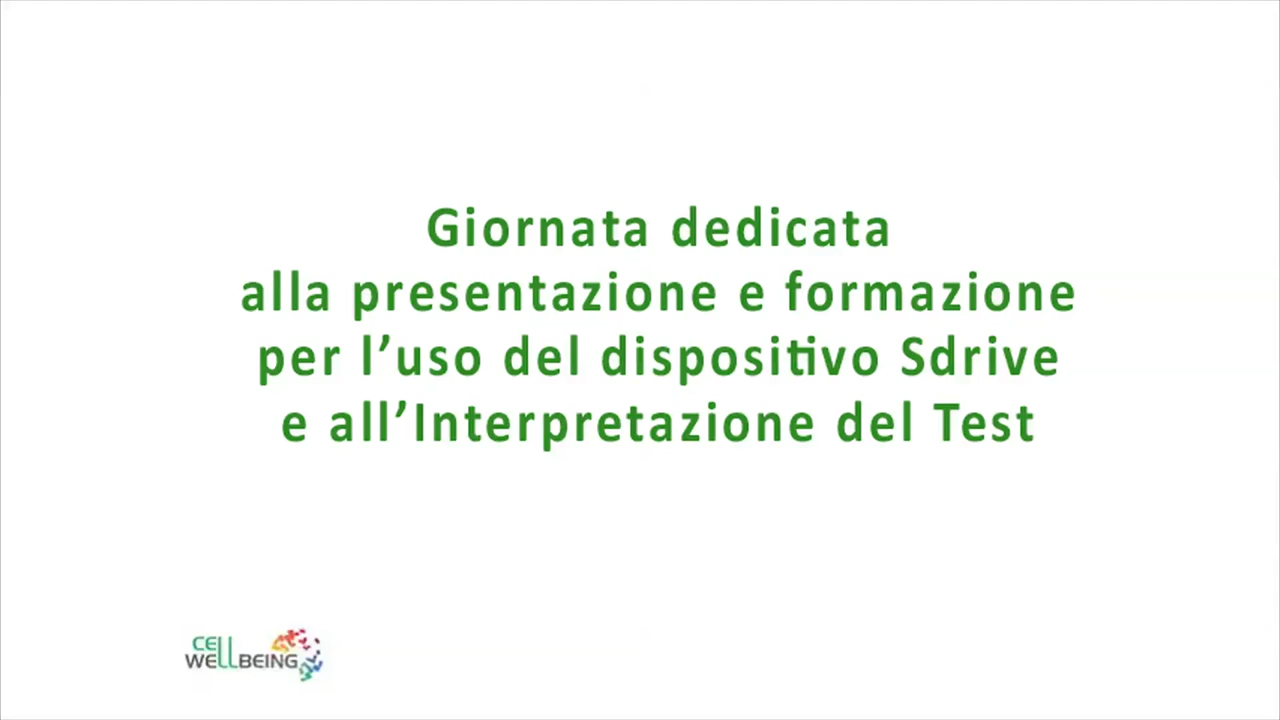 Giornata dedicata
alla presentazione e formazione
per l’uso del dispositivo Sdrive
e all’Interpretazione del Test
CELL
WELLBEING